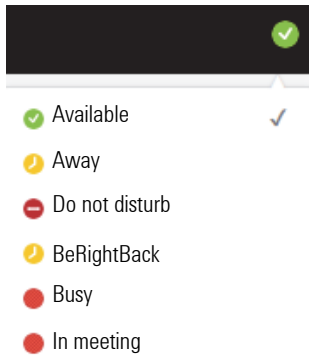 Available
Away
Do not disturb
BeRightBack
Busy
In meeting